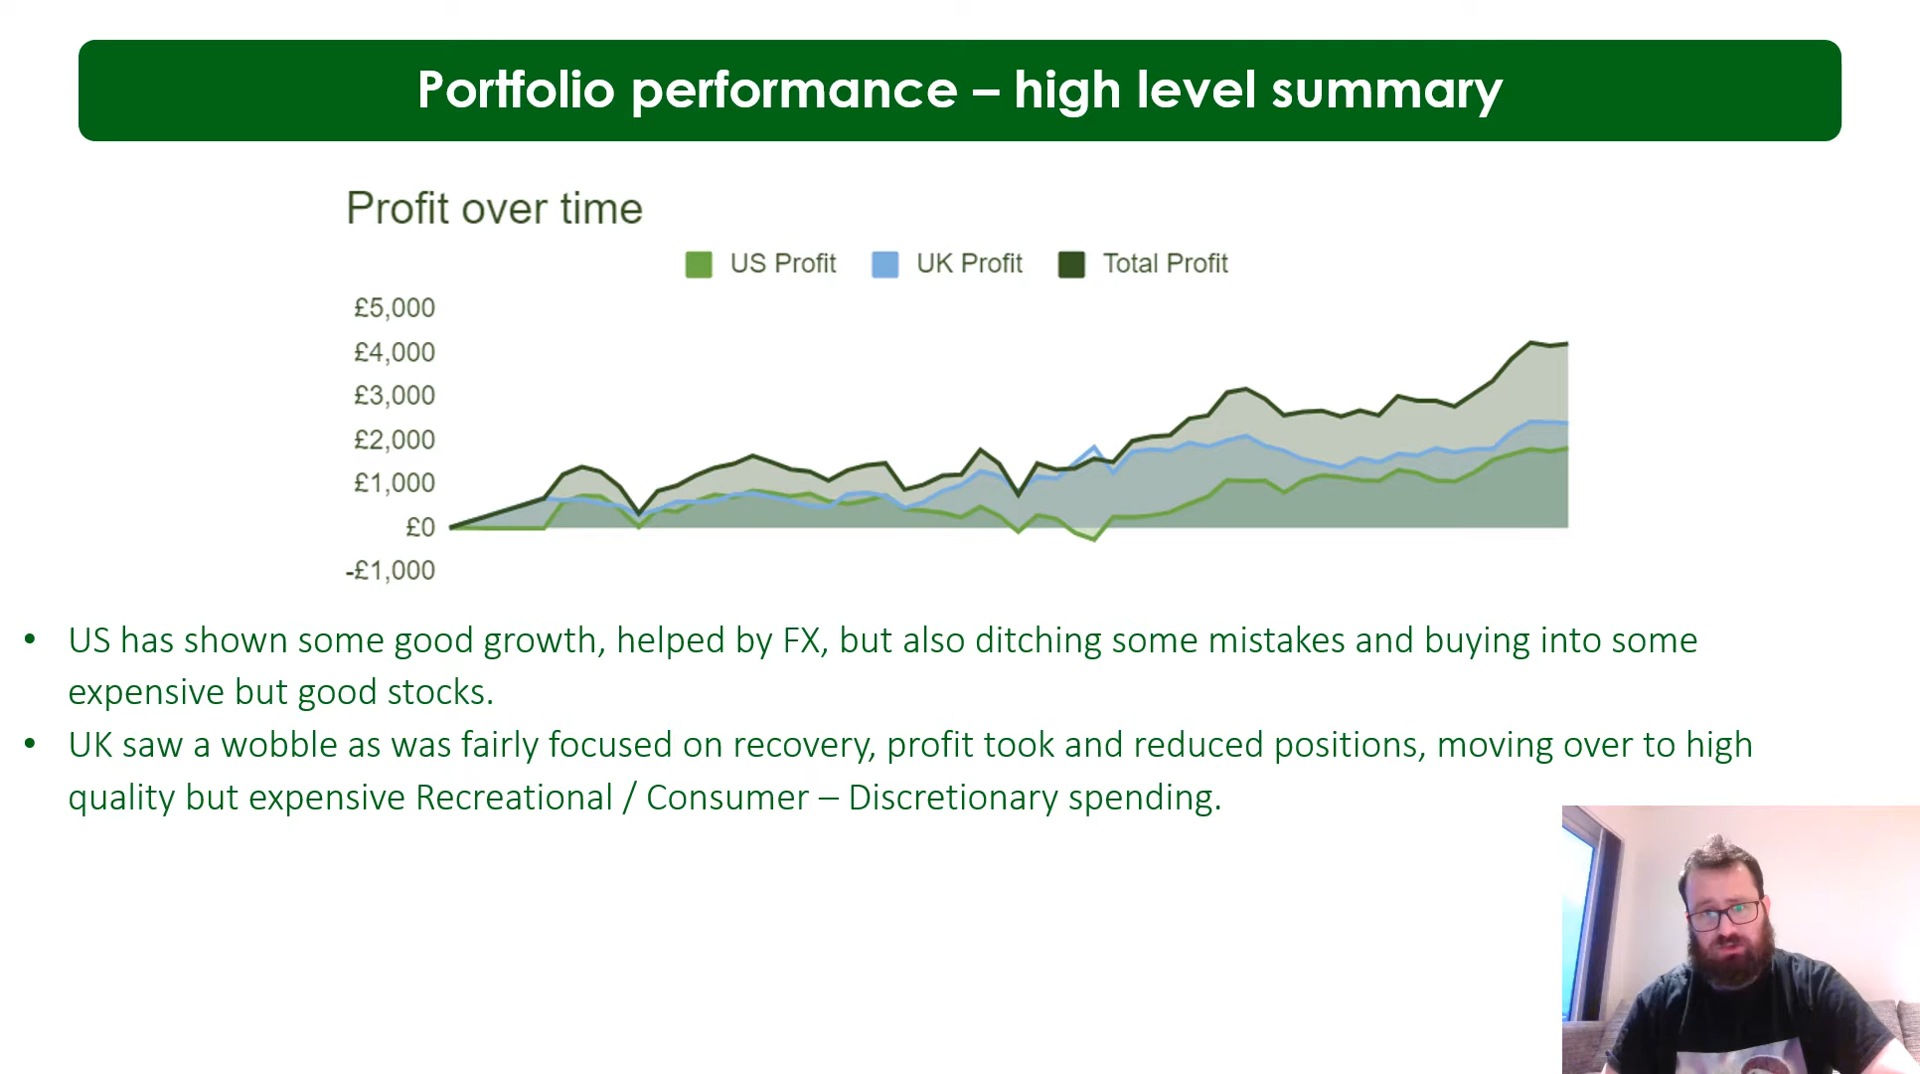 Portfolio performance – high level summary
Profit over time
US Profit UK Profit Total Profit
£5,000
£4,000
£3,000
£2,000
£1,000
£0
-£1,000
• US has shown some good growth, helped by FX, but also ditching some mistakes and buying into some
expensive but good stocks.
• UK saw a wobble as was fairly focused on recovery, profit took and reduced positions, moving over to high
quality but expensive Recreational / Consumer – Discretionary spending.